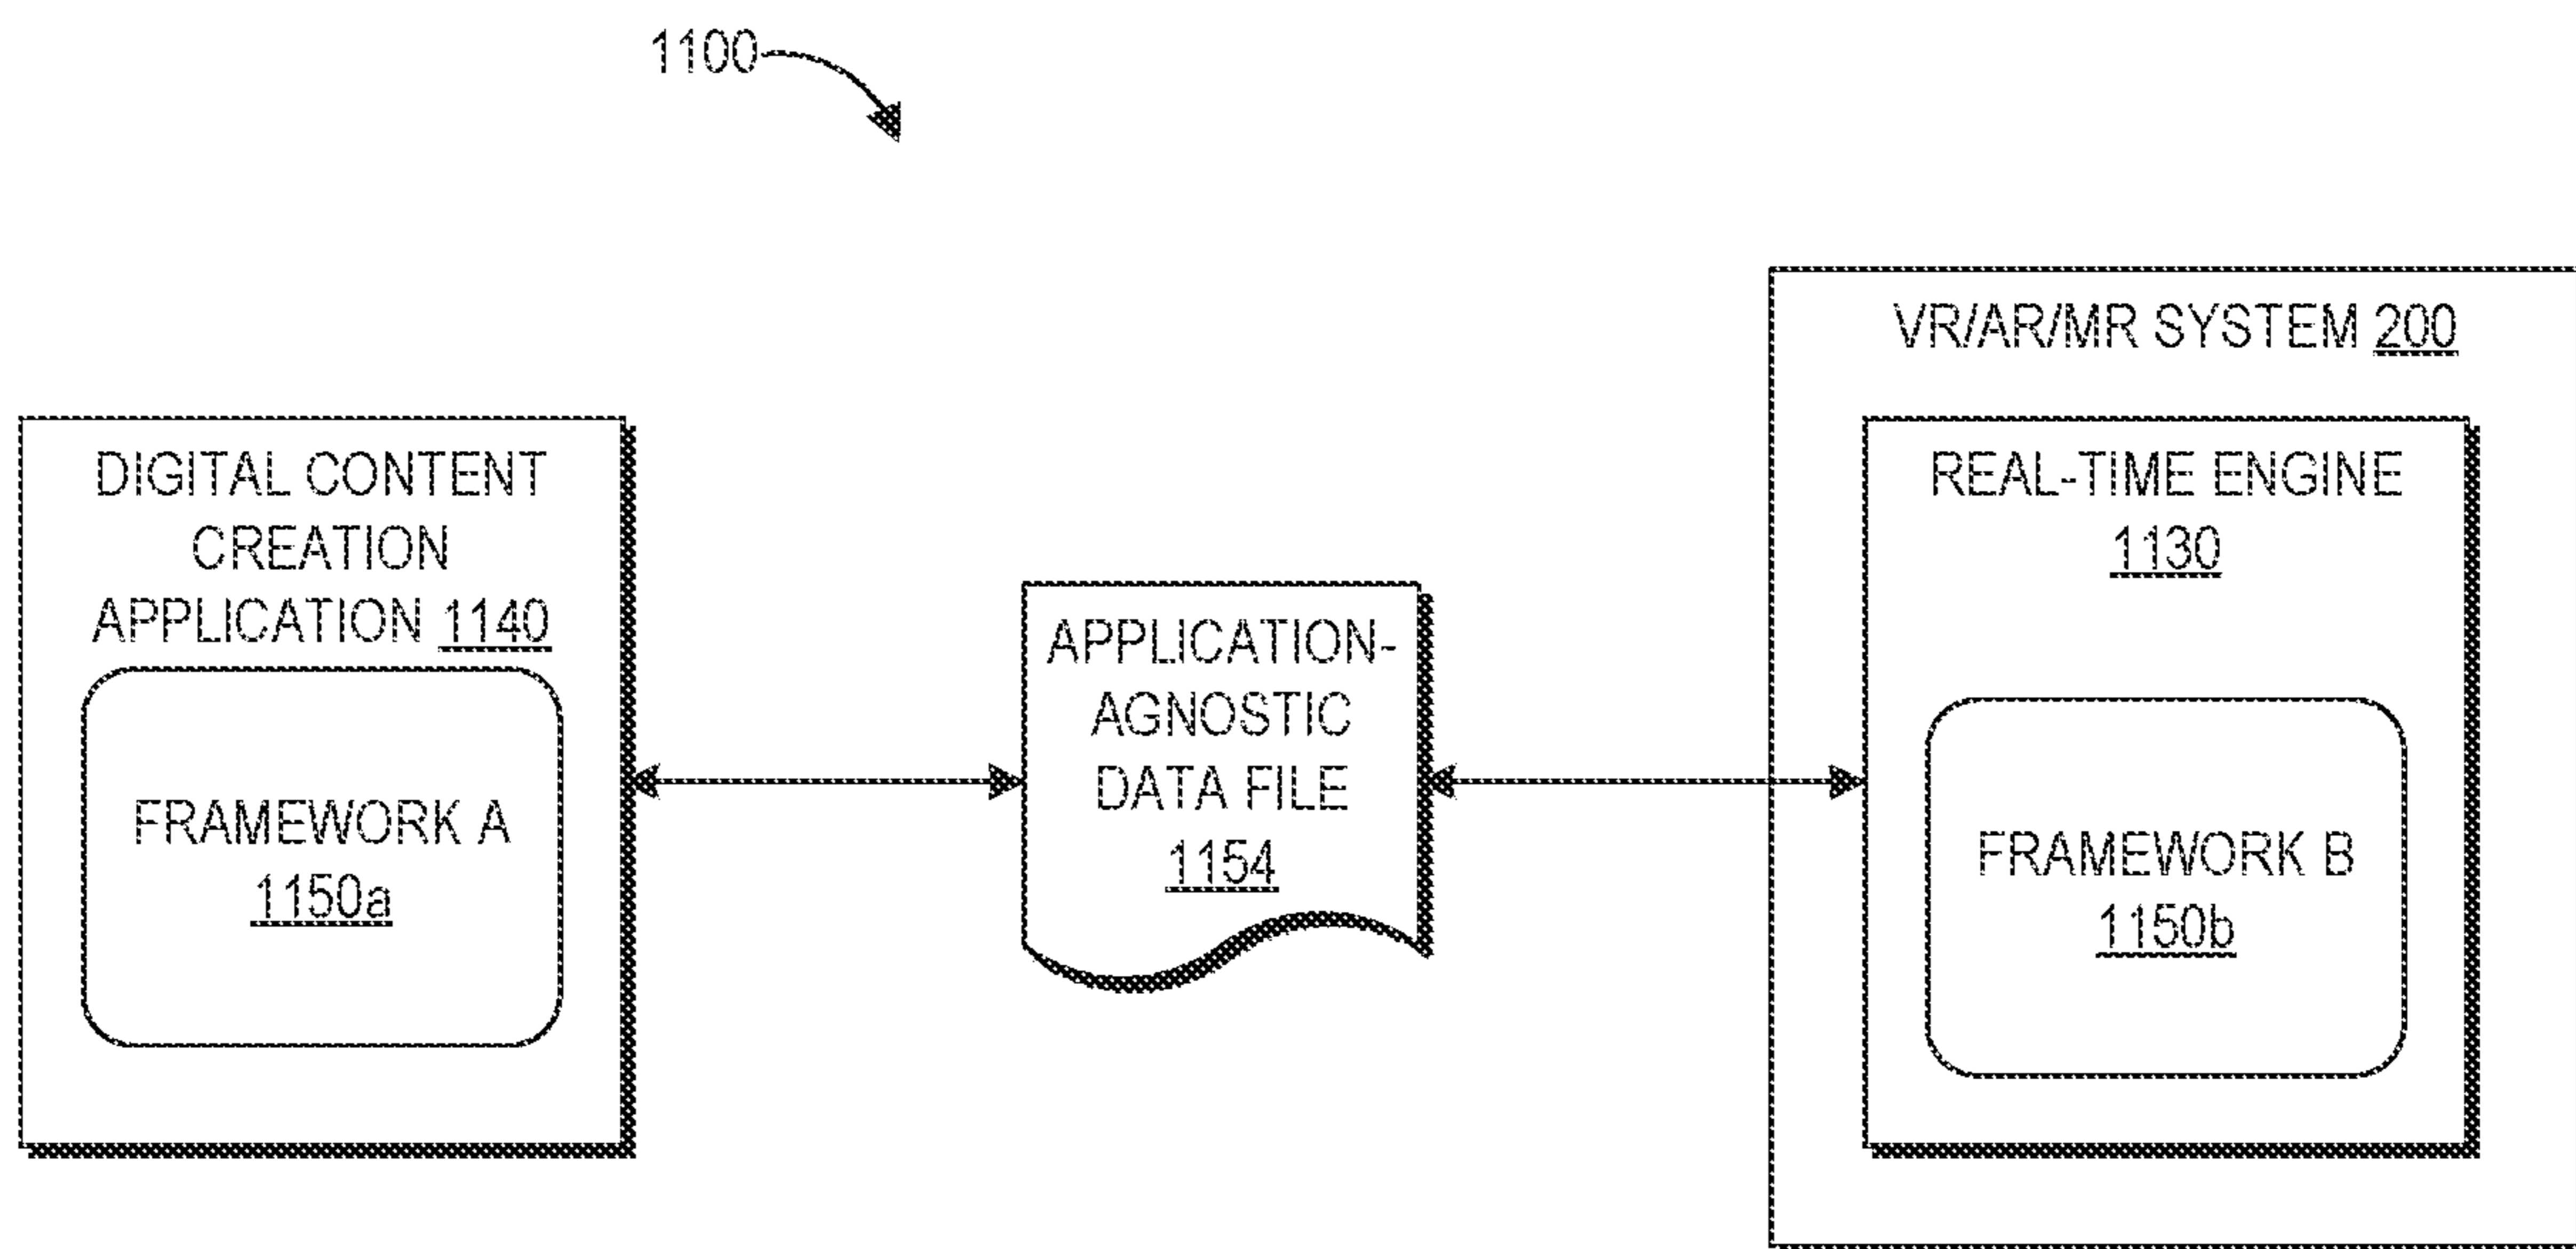 1100
DIGITAL CONTENT
CREATION
APPLICATION 1140
FRAMEWORK A
1150a
APPLICATION-
AGNOSTIC
DATA FILE
1154
VR/AR/MR SYSTEM 200
REAL-TIME ENGINE
1130
FRAMEWORK B
1150b